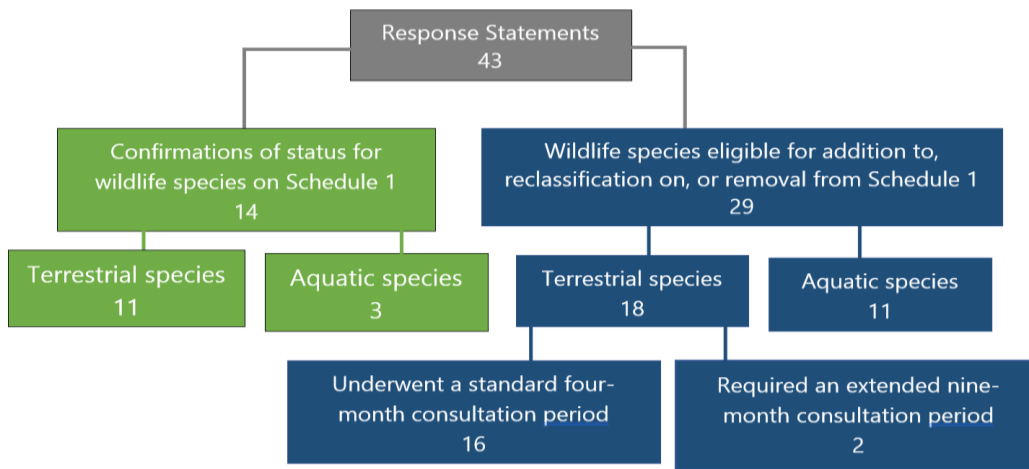 Response Statements
43
Confirmations of status for
wildlife species on Schedule 1
14
Wildlife species eligible for addition to,
reclassification on, or removal from Schedule 1
29
Terrestrial species
11
Aquatic species
3
Terrestrial species
18
Aquatic species
11
Underwent a standard four-
month consultation period
16
Required an extended nine-
month consultation period
2